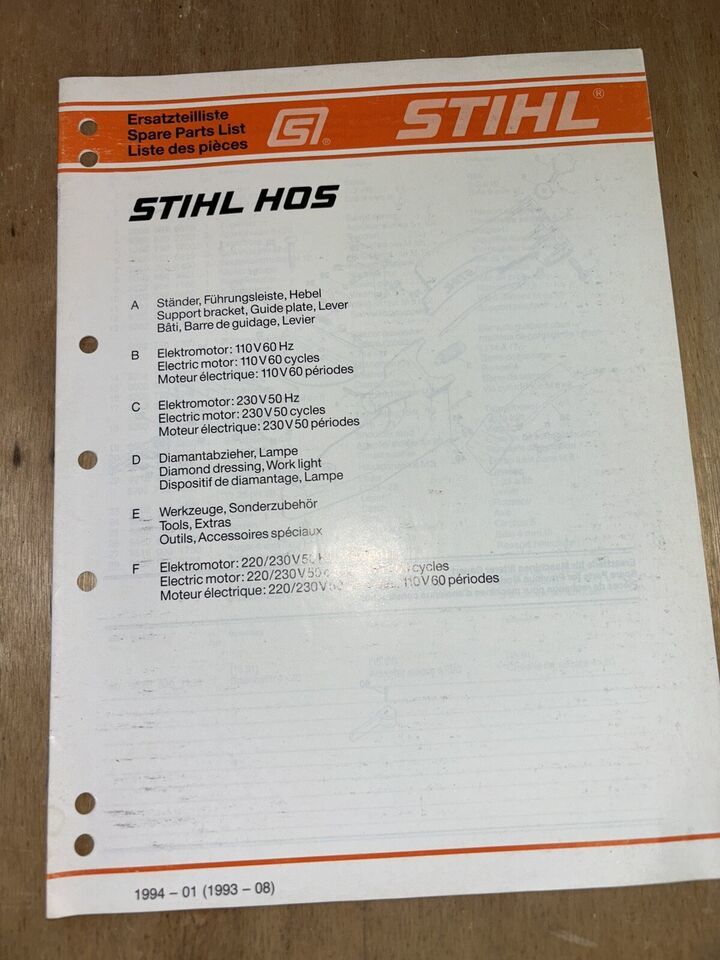 Ersatzteilliste
Spare Parts List
Liste des pièces
STIHL®
STIHL HOS
A Ständer, Führungsleiste, Hebel
Support bracket, Guide plate, Lever
Bâti, Barre de guidage, Levier
B Elektromotor: 110 V 60 Hz
Electric motor: 110 V 60 cycles
Moteur électrique: 110 V 60 périodes
C Elektromotor: 230 V 50 Hz
Electric motor: 230 V 50 cycles
Moteur électrique: 230 V 50 périodes
D Diamantabzieher, Lampe
Diamond dressing, Work light
Dispositif de diamantage, Lampe
E Werkzeuge, Sonderzubehör
Tools, Extras
Outils, Accessoires spéciaux
F Elektromotor: 220/230 V
Electric motor: 220/230 V cycles
Moteur électrique: 220/230 V 110 V 60 périodes
1994 – 01 (1993 – 08)